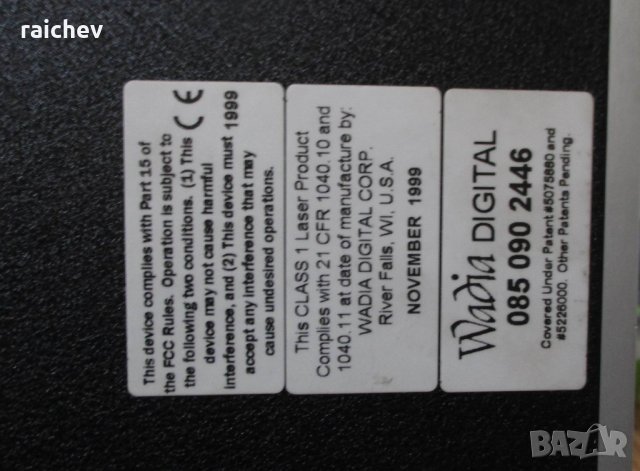 raichev
This device complies with Part 15 of
the FCC Rules. Operation is subject to
the following two conditions. (1) This
device may not cause harmful
interference, and (2) This device must
accept any interference that may
cause undesired operations.
CE
1999
This CLASS 1 Laser Product
Complies with 21 CFR 1040.10 and
1040.11 at date of manufacture by:
WADIA DIGITAL CORP.
River Falls, WI, U.S.A.
NOVEMBER 1999
Wadia DIGITAL
085 090 2446
Covered Under Patent #5075880 and
#5226000. Other Patents Pending.
BAZAR